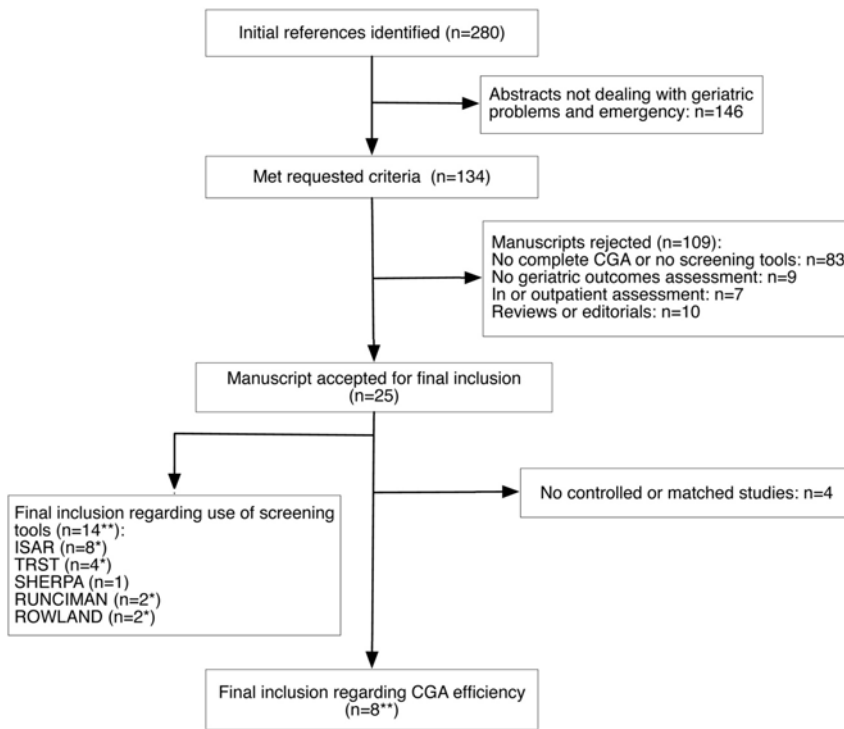 Initial references identified (n=280)
Abstracts not dealing with geriatric
problems and emergency: n=146
Met requested criteria (n=134)
Manuscripts rejected (n=109):
No complete CGA or no screening tools: n=83
No geriatric outcomes assessment: n=9
In or outpatient assessment: n=7
Reviews or editorials: n=10
Manuscript accepted for final inclusion
(n=25)
No controlled or matched studies: n=4
Final inclusion regarding use of screening
tools (n=14**):
ISAR (n=8*)
TRST (n=4*)
SHERPA (n=1)
RUNCIMAN (n=2*)
ROWLAND (n=2*)
Final inclusion regarding CGA efficiency
(n=8**)